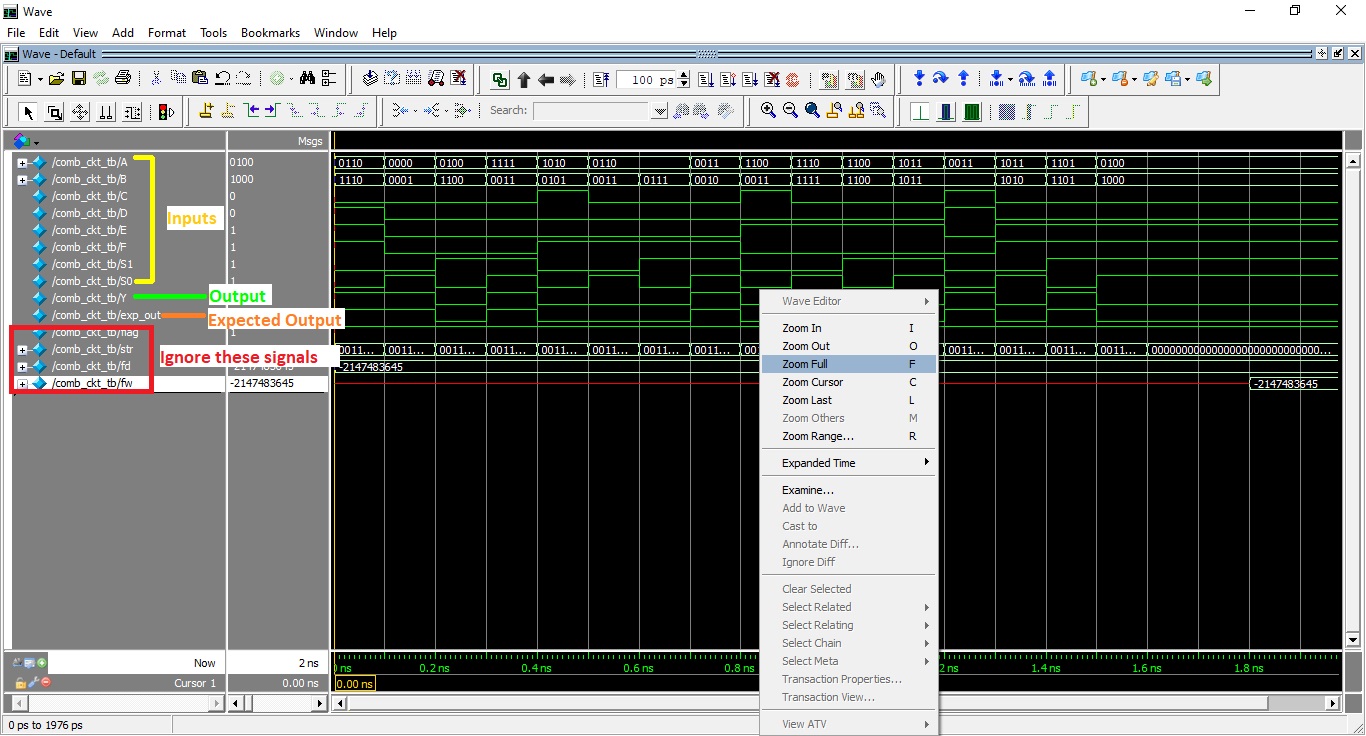 Wave
File Edit View Add Format Tools Bookmarks Window Help
Wave - Default
100 ps
Search:
Msgs
/comb_ckt_tb/A 0100 0110 0000 0100 1111 1010 0110 0011 1100 1110 1100 1011 0011 1011 1101 0100
/comb_ckt_tb/B 1000 1110 0001 1100 0011 0101 0011 0111 0010 0011 1111 1100 1011 1010 1101 1000
/comb_ckt_tb/C 0
/comb_ckt_tb/D 0
Inputs
/comb_ckt_tb/E 1
/comb_ckt_tb/F 1
/comb_ckt_tb/S1 1
/comb_ckt_tb/S0 1
/comb_ckt_tb/Y Output
/comb_ckt_tb/exp_out Expected Output
/comb_ckt_tb/flag 1
/comb_ckt_tb/str Ignore these signals 0011... 0011... 0011... 0011... 0011... 0011... 0011... 0011... 0011... 0011... 0011... 0011... 00000000000000000000000000...
/comb_ckt_tb/fd -2147483645 -2147483645
/comb_ckt_tb/fw -2147483645 -2147483645
Wave Editor
Zoom In I
Zoom Out O
Zoom Full F
Zoom Cursor C
Zoom Last L
Zoom Others M
Zoom Range... R
Expanded Time
Examine...
Add to Wave
Cast to
Annotate Diff...
Ignore Diff
Clear Selected
Select Related
Select Relating
Select Chain
Select Meta
Transaction Properties...
Transaction View...
View ATV
Now 2 ns ns 0.2 ns 0.4 ns 0.6 ns 0.8 ns 2 ns 1.4 ns 1.6 ns 1.8 ns
Cursor 1 0.00 ns 0.00 ns
0 ps to 1976 ps